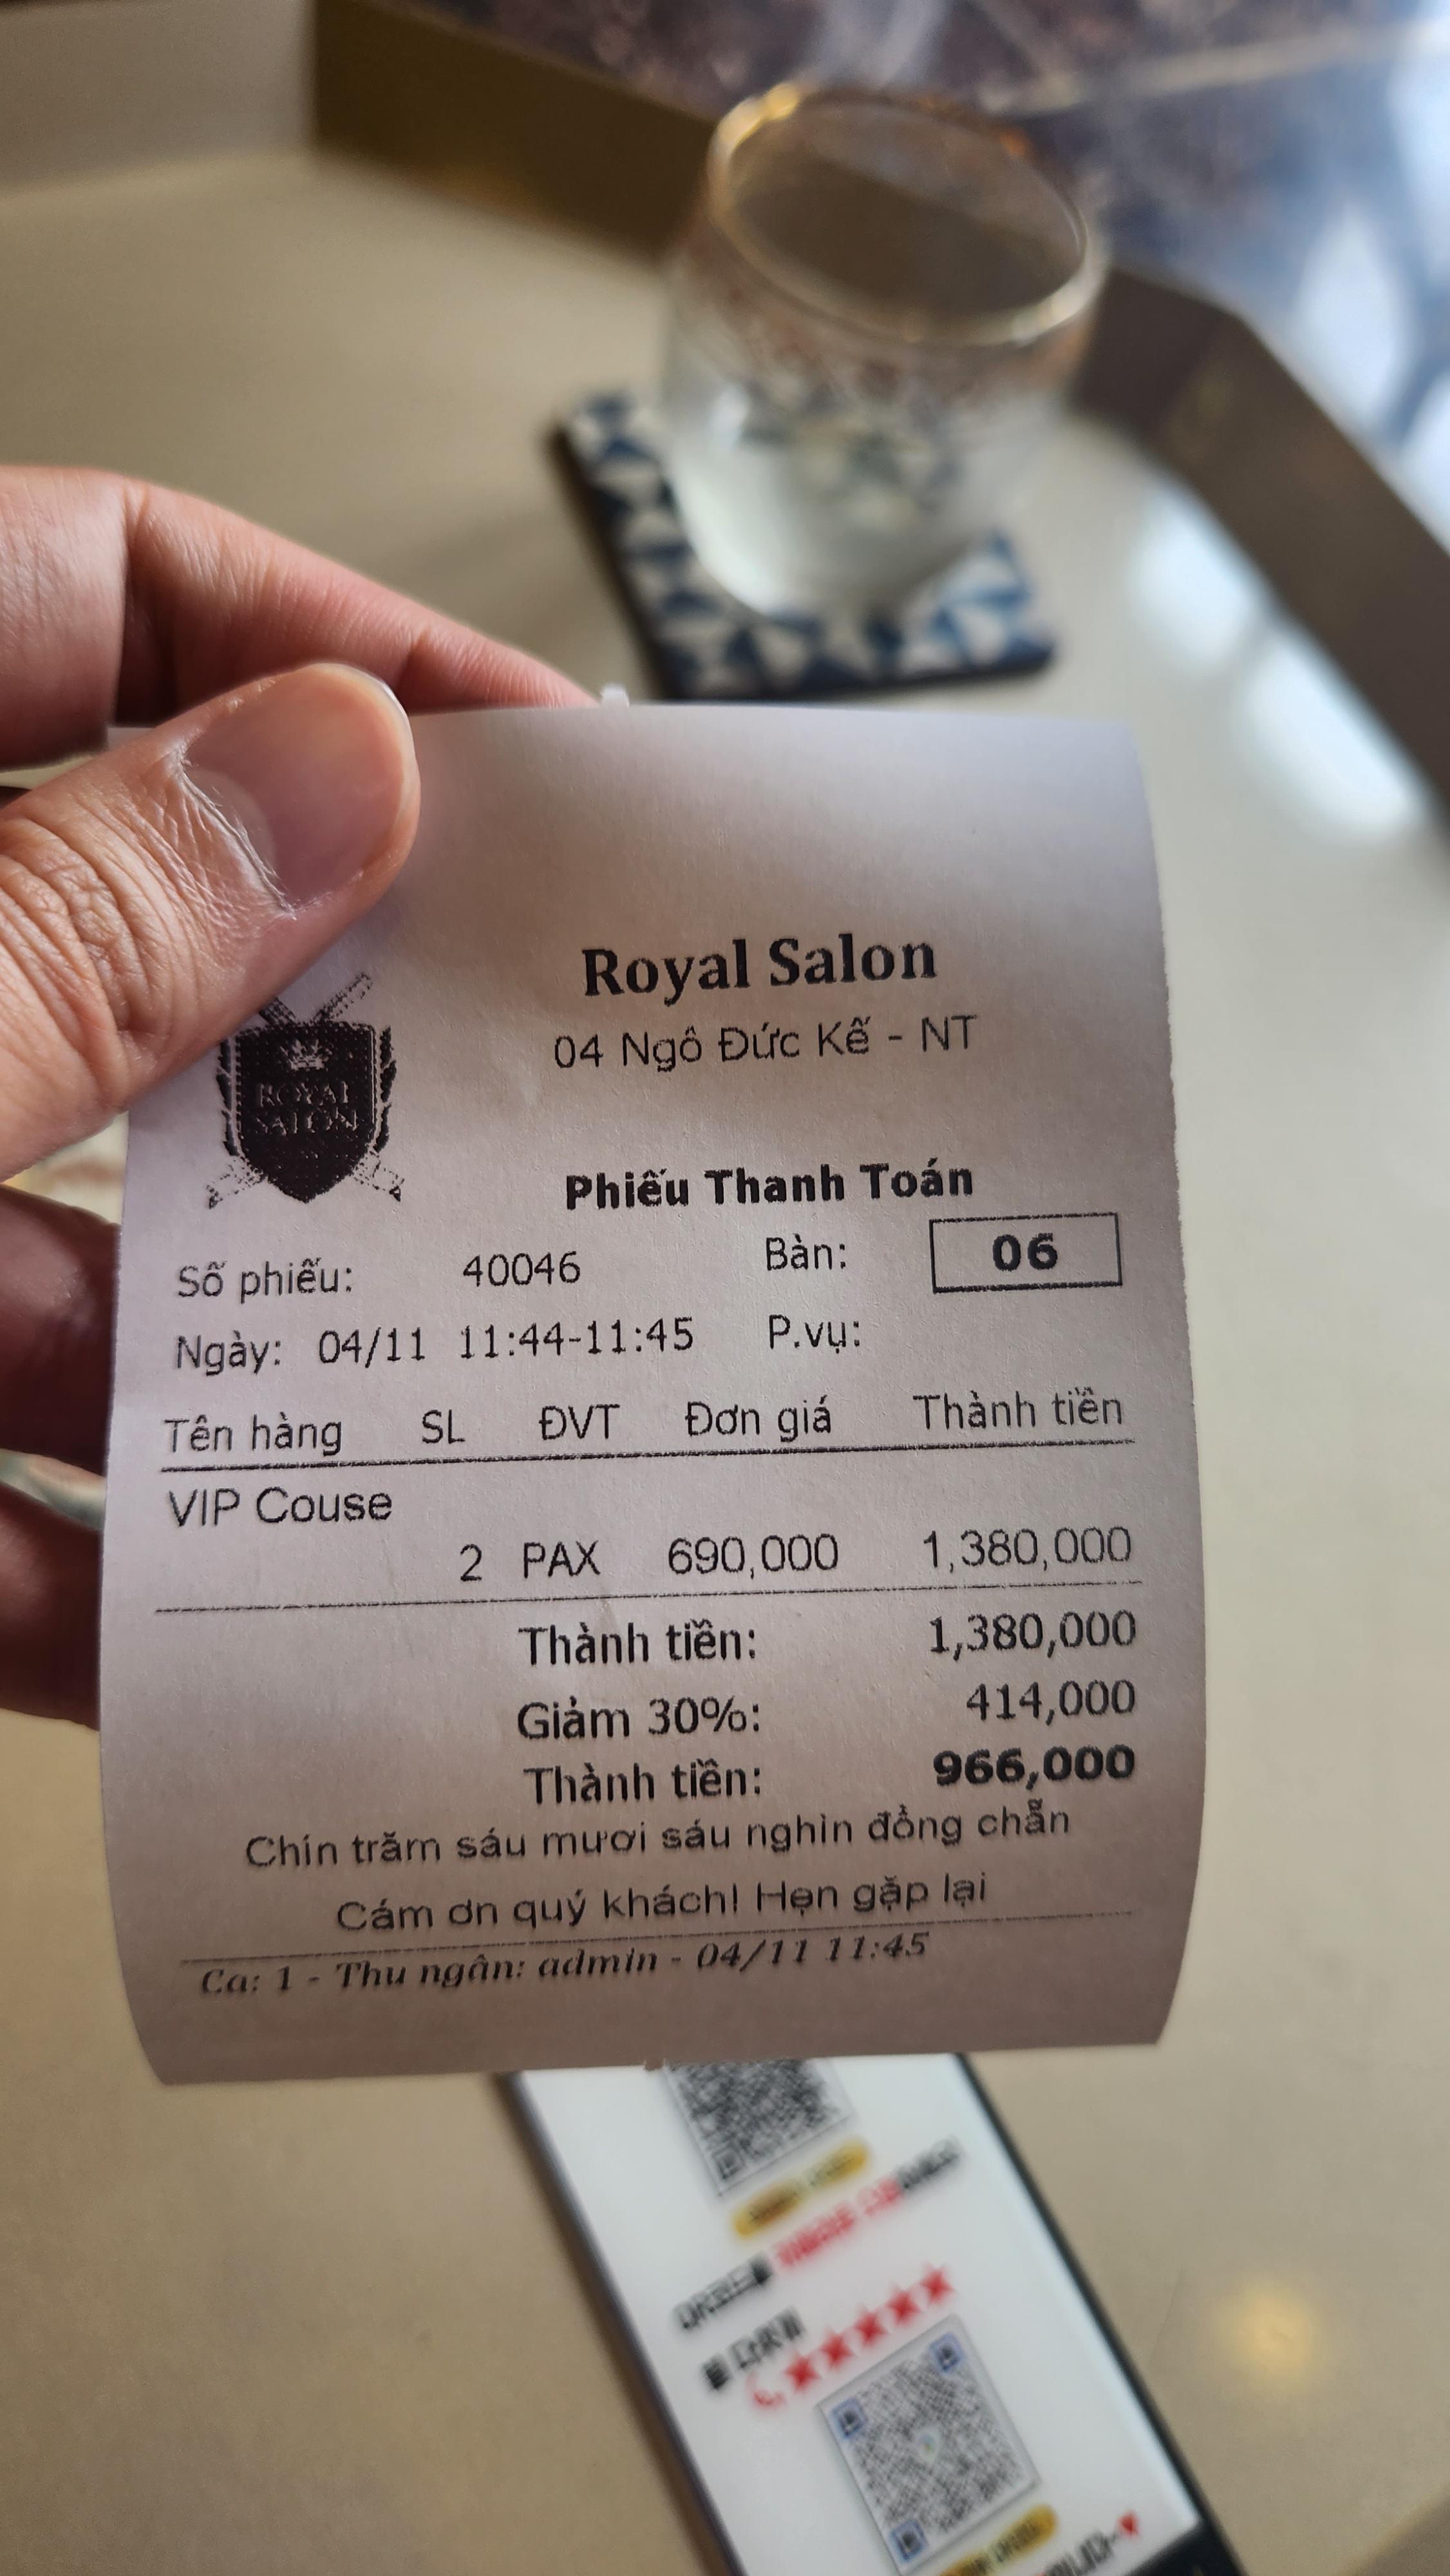 Royal Salon
04 Ngô Đức Kế - NT
ROYAL
SALON
Phiếu Thanh Toán
Số phiếu: 40046 Bàn: 06
Ngày: 04/11 11:44-11:45 P.vụ:
Tên hàng SL ĐVT Đơn giá Thành tiền
VIP Couse
2 PAX 690,000 1,380,000
Thành tiền: 1,380,000
Giảm 30%: 414,000
Thành tiền: 966,000
Chín trăm sáu mươi sáu nghìn đồng chẵn
Cám ơn quý khách! Hẹn gặp lại
Ca: 1 - Thu ngân: admin - 04/11 11:45